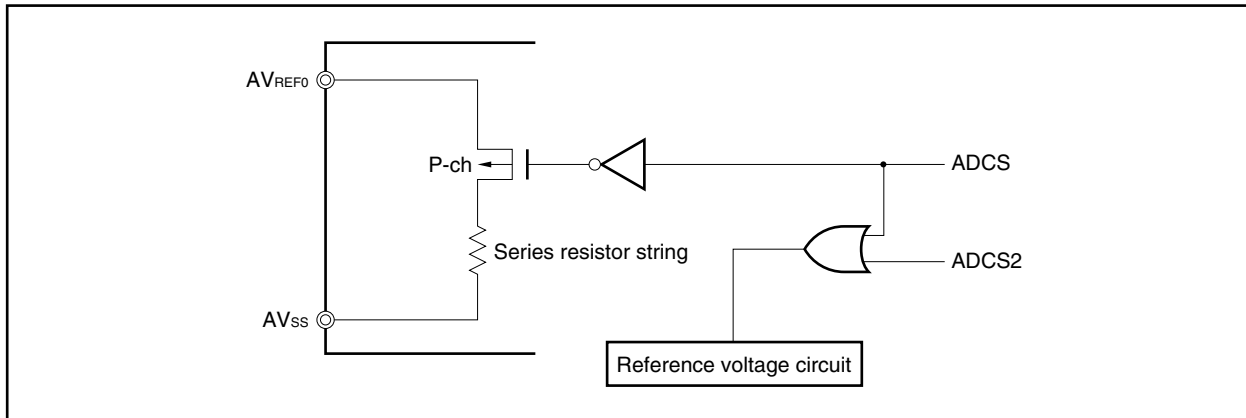 AVREF0
P-ch
ADCS
Series resistor string
ADCS2
AVSS
Reference voltage circuit